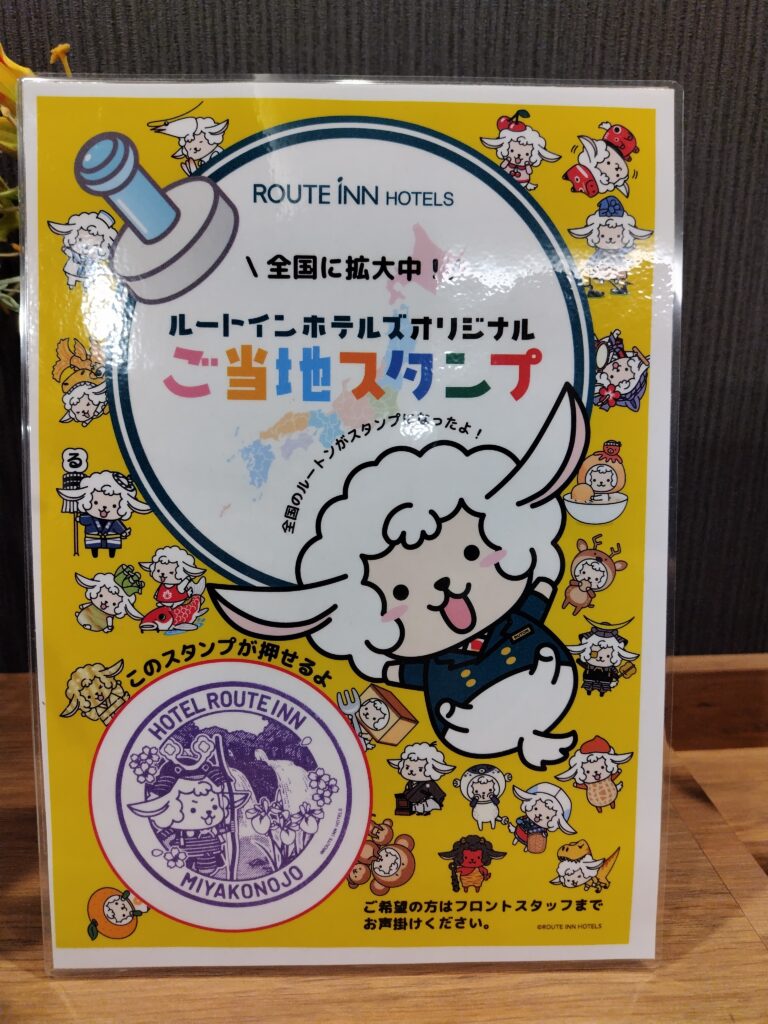 ROUTE INN HOTELS
\ 全国に拡大中！
ルートインホテルズオリジナル
ご当地スタンプ
全国のルートンがスタンプになったよ！
る
このスタンプが押せるよ
HOTEL ROUTE INN
MIYAKONOJO
©ROUTE INN HOTELS
ご希望の方はフロントスタッフまで
お声掛けください。
©ROUTE INN HOTELS